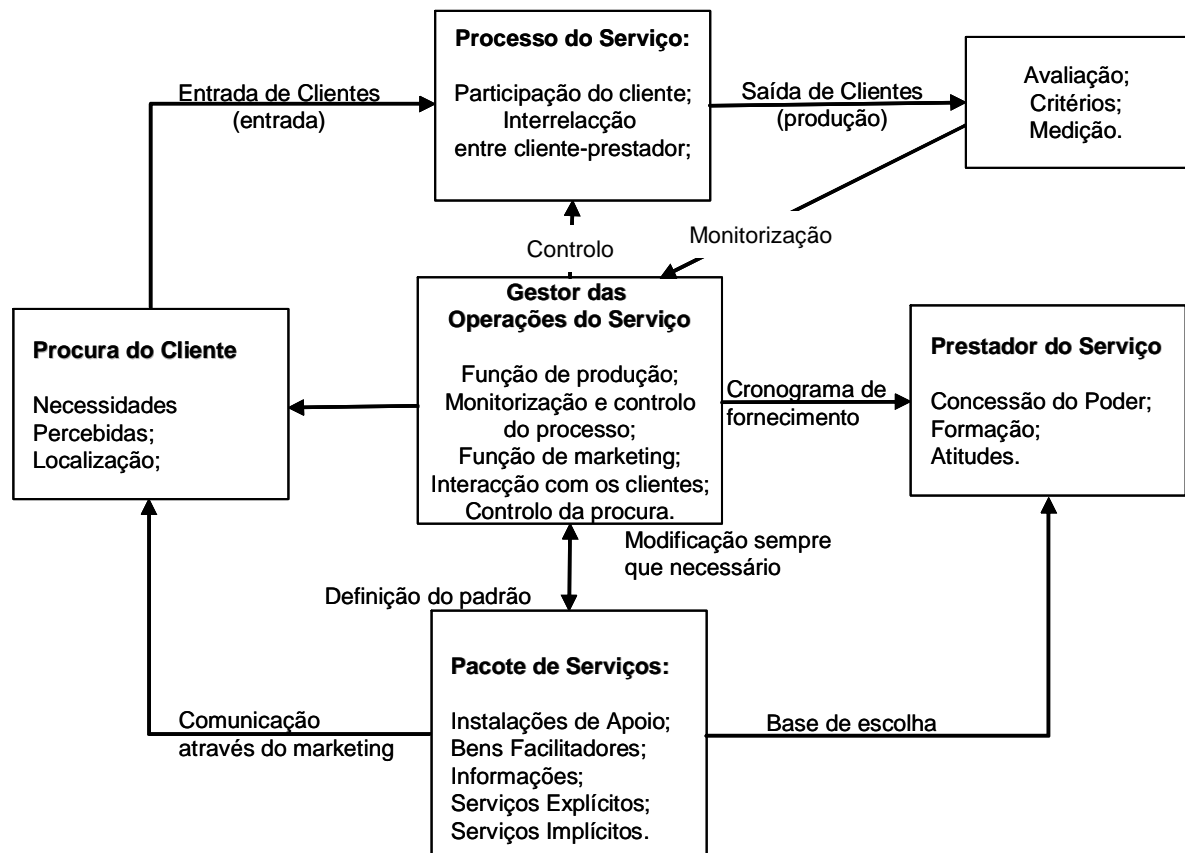 Processo do Serviço:
Participação do cliente;
Interrelacção
entre cliente-prestador;
Entrada de Clientes
(entrada)
Saída de Clientes
(produção)
Avaliação;
Critérios;
Medição.
Controlo
Monitorização
Gestor das
Operações do Serviço
Função de produção;
Monitorização e controlo
do processo;
Função de marketing;
Interacção com os clientes;
Controlo da procura.
Procura do Cliente
Necessidades
Percebidas;
Localização;
Cronograma de
fornecimento
Prestador do Serviço
Concessão do Poder;
Formação;
Atitudes.
Modificação sempre
que necessário
Definição do padrão
Pacote de Serviços:
Instalações de Apoio;
Bens Facilitadores;
Informações;
Serviços Explícitos;
Serviços Implícitos.
Comunicação
através do marketing
Base de escolha